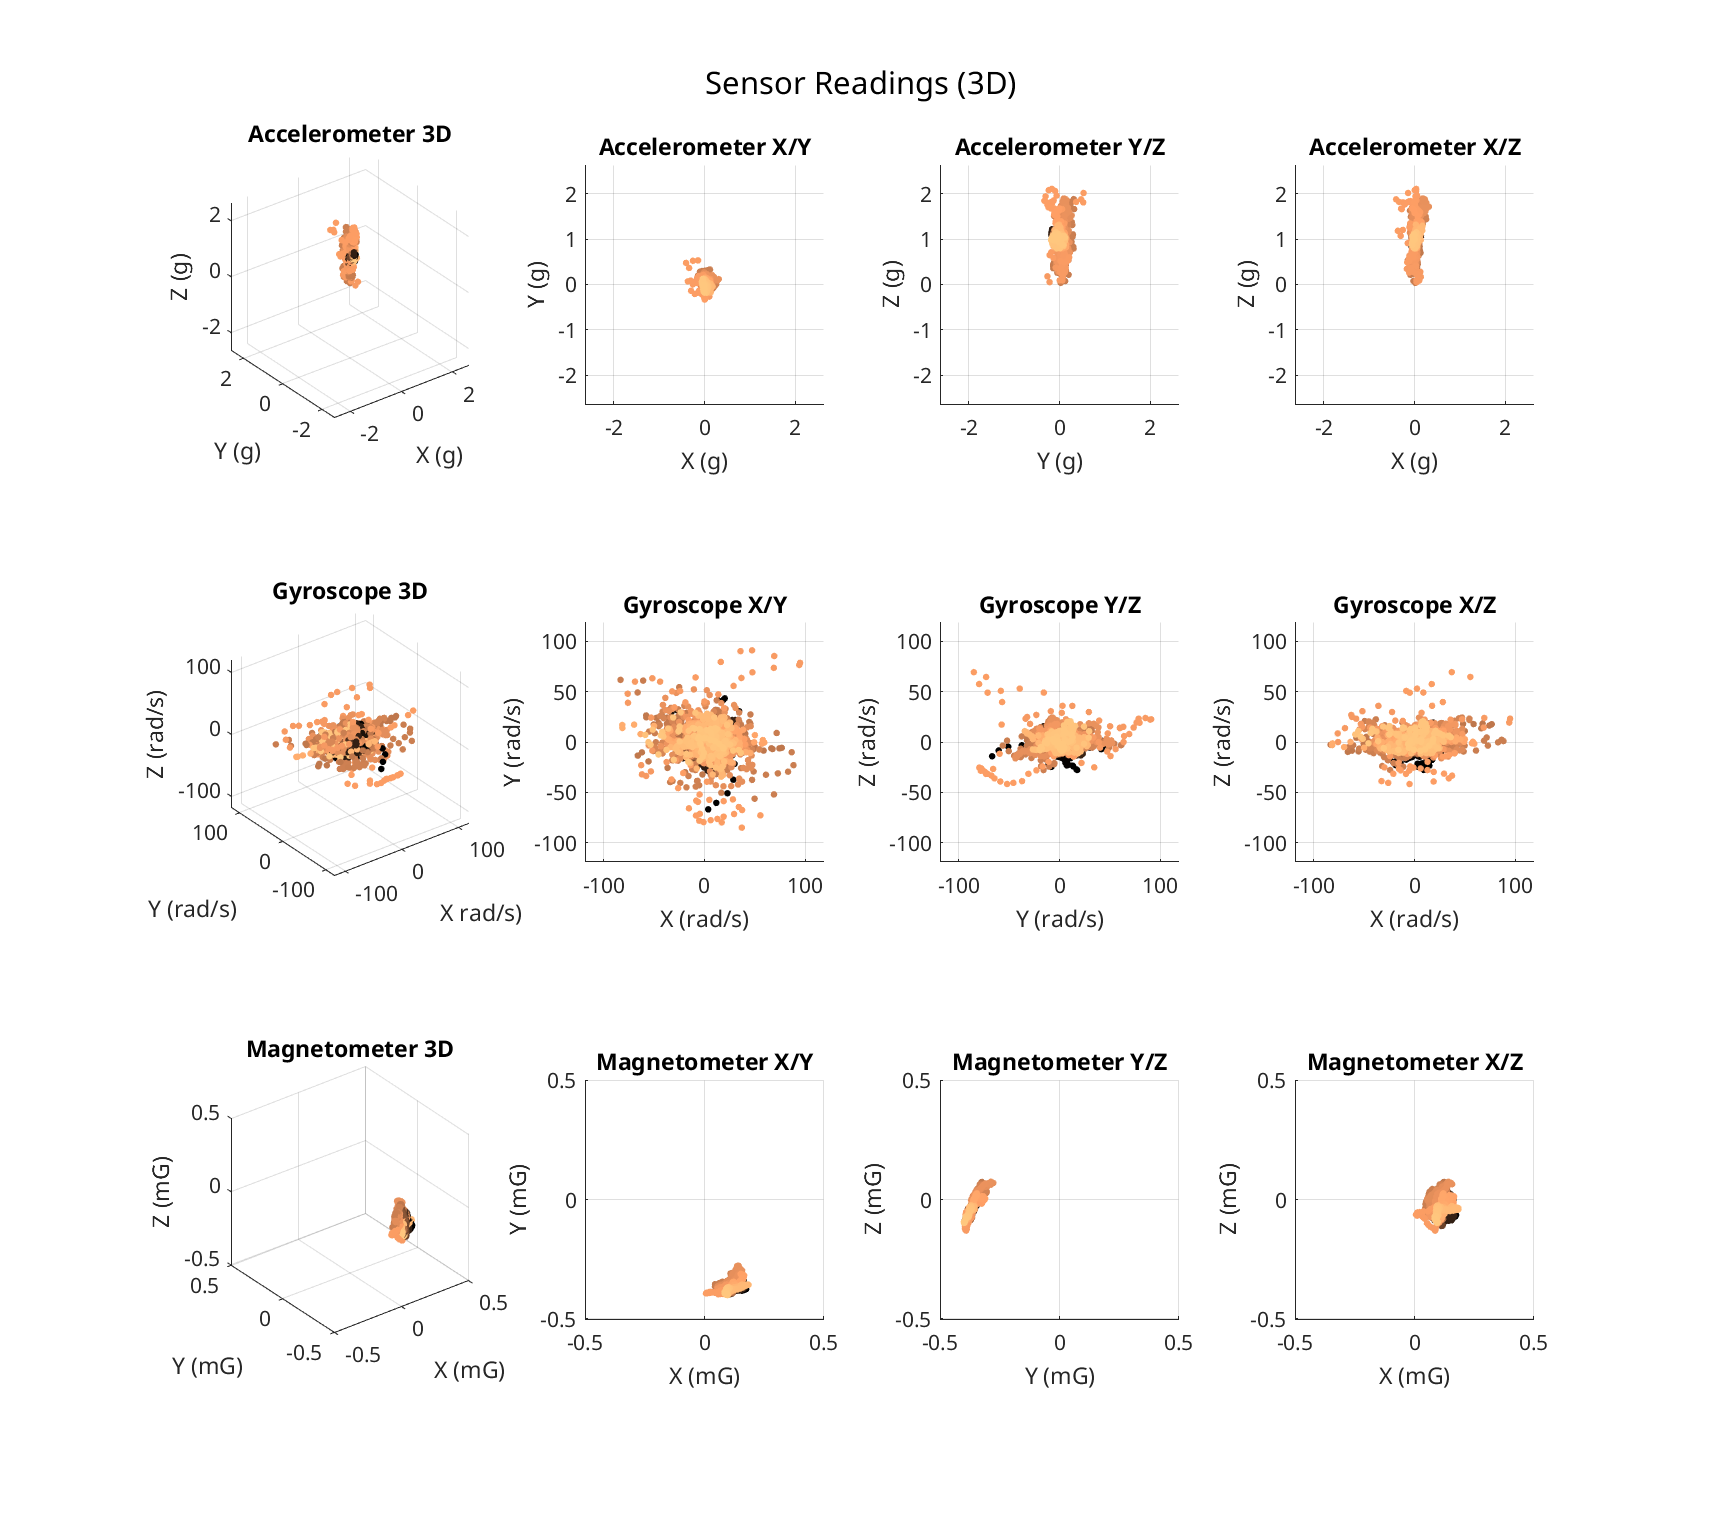 Sensor Readings (3D)
Accelerometer 3D
2
0
-2
Z (g)
2
0
-2
Y (g)
-2
0
2
X (g)
Accelerometer X/Y
2
1
0
-1
-2
Y (g)
-2
0
2
X (g)
Accelerometer Y/Z
2
1
0
-1
-2
Z (g)
-2
0
2
Y (g)
Accelerometer X/Z
2
1
0
-1
-2
Z (g)
-2
0
2
X (g)
Gyroscope 3D
100
0
-100
Z (rad/s)
100
0
-100
Y (rad/s)
-100
0
100
X rad/s)
Gyroscope X/Y
100
50
0
-50
-100
Y (rad/s)
-100
0
100
X (rad/s)
Gyroscope Y/Z
100
50
0
-50
-100
Z (rad/s)
-100
0
100
Y (rad/s)
Gyroscope X/Z
100
50
0
-50
-100
Z (rad/s)
-100
0
100
X (rad/s)
Magnetometer 3D
0.5
0
-0.5
Z (mG)
0.5
0
-0.5
Y (mG)
-0.5
0
0.5
X (mG)
Magnetometer X/Y
0.5
0
-0.5
Y (mG)
-0.5
0
0.5
X (mG)
Magnetometer Y/Z
0.5
0
-0.5
Z (mG)
-0.5
0
0.5
Y (mG)
Magnetometer X/Z
0.5
0
-0.5
Z (mG)
-0.5
0
0.5
X (mG)